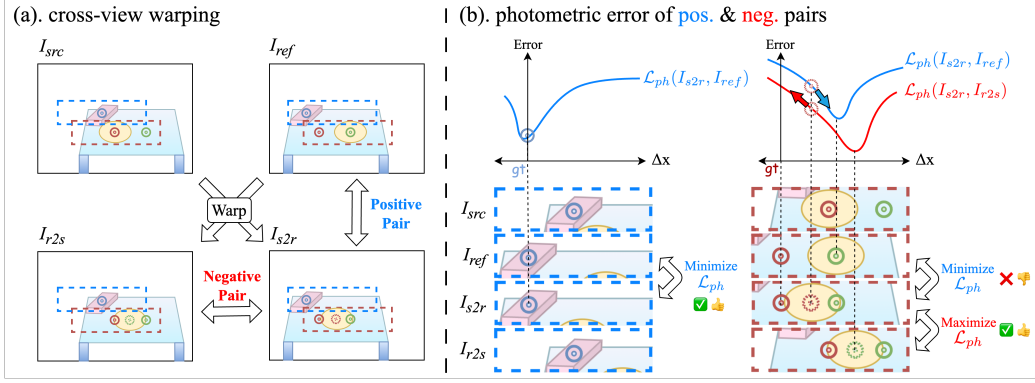 (a). cross-view warping
I_src
I_ref
Warp
Positive
Pair
I_r2s
I_s2r
Negative
Pair
(b). photometric error of pos. & neg. pairs
Error
L_ph(I_s2r, I_ref)
Δx
gt
Error
L_ph(I_s2r, I_ref)
L_ph(I_s2r, I_r2s)
Δx
gt
I_src
I_ref
I_s2r
I_r2s
Minimize
L_ph
Minimize
L_ph
Maximize
L_ph